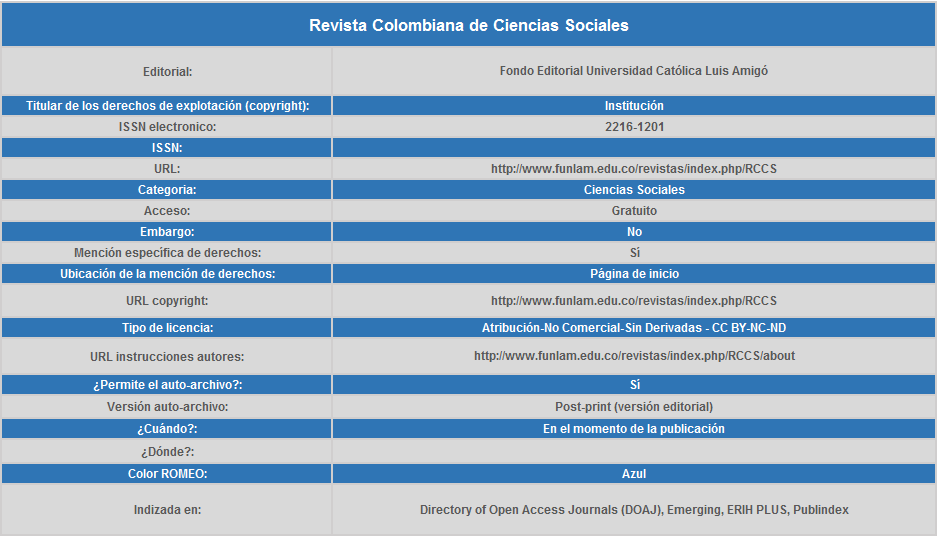 Revista Colombiana de Ciencias Sociales
Editorial: Fondo Editorial Universidad Católica Luis Amigó
Titular de los derechos de explotación (copyright): Institución
ISSN electronico: 2216-1201
ISSN:
URL: http://www.funlam.edu.co/revistas/index.php/RCCS
Categoria: Ciencias Sociales
Acceso: Gratuito
Embargo: No
Mención específica de derechos: Sí
Ubicación de la mención de derechos: Página de inicio
URL copyright: http://www.funlam.edu.co/revistas/index.php/RCCS
Tipo de licencia: Atribución-No Comercial-Sin Derivadas - CC BY-NC-ND
URL instrucciones autores: http://www.funlam.edu.co/revistas/index.php/RCCS/about
¿Permite el auto-archivo?: Sí
Versión auto-archivo: Post-print (versión editorial)
¿Cuándo?: En el momento de la publicación
¿Dónde?:
Color ROMEO: Azul
Indizada en: Directory of Open Access Journals (DOAJ), Emerging, ERIH PLUS, Publindex